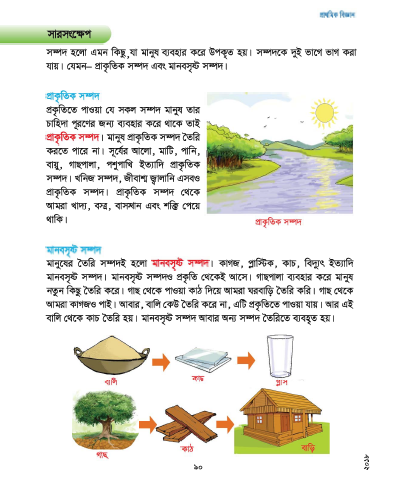 প্রাথমিক বিজ্ঞান
সারসংক্ষেপ
সম্পদ হলো এমন কিছু যা মানুষ ব্যবহার করে উপকৃত হয়। সম্পদকে দুই ভাগে ভাগ করা
যায়। যেমন– প্রাকৃতিক সম্পদ এবং মানবসৃষ্ট সম্পদ।
প্রাকৃতিক সম্পদ
প্রকৃতিতে পাওয়া যে সকল সম্পদ মানুষ তার
চাহিদা পূরণের জন্য ব্যবহার করে থাকে তাই
প্রাকৃতিক সম্পদ। মানুষ প্রাকৃতিক সম্পদ তৈরি
করতে পারে না। সূর্যের আলো, মাটি, পানি,
বায়ু, গাছপালা, পশুপাখি ইত্যাদি প্রাকৃতিক
সম্পদ। খনিজ সম্পদ, জীবাশ্ম জ্বালানি এসবও
প্রাকৃতিক সম্পদ। প্রাকৃতিক সম্পদ থেকে
আমরা খাদ্য, বস্ত্র, বাসস্থান এবং শক্তি পেয়ে
থাকি।
প্রাকৃতিক সম্পদ
মানবসৃষ্ট সম্পদ
মানুষের তৈরি সম্পদই হলো মানবসৃষ্ট সম্পদ। কাগজ, প্লাস্টিক, কাচ, বিদ্যুৎ ইত্যাদি
মানবসৃষ্ট সম্পদ। মানবসৃষ্ট সম্পদও প্রকৃতি থেকেই আসে। গাছপালা ব্যবহার করে মানুষ
নতুন কিছু তৈরি করে। গাছ থেকে পাওয়া কাঠ দিয়ে আমরা ঘরবাড়ি তৈরি করি। গাছ থেকে
আমরা কাগজও পাই। আবার, বালি কেউ তৈরি করে না, এটি প্রকৃতিতে পাওয়া যায়। আর এই
বালি থেকে কাচ তৈরি হয়। মানবসৃষ্ট সম্পদ আবার অন্য সম্পদ তৈরিতে ব্যবহৃত হয়।
বালি
কাচ
গ্লাস
গাছ
কাঠ
বাড়ি
৯০
২০১৮